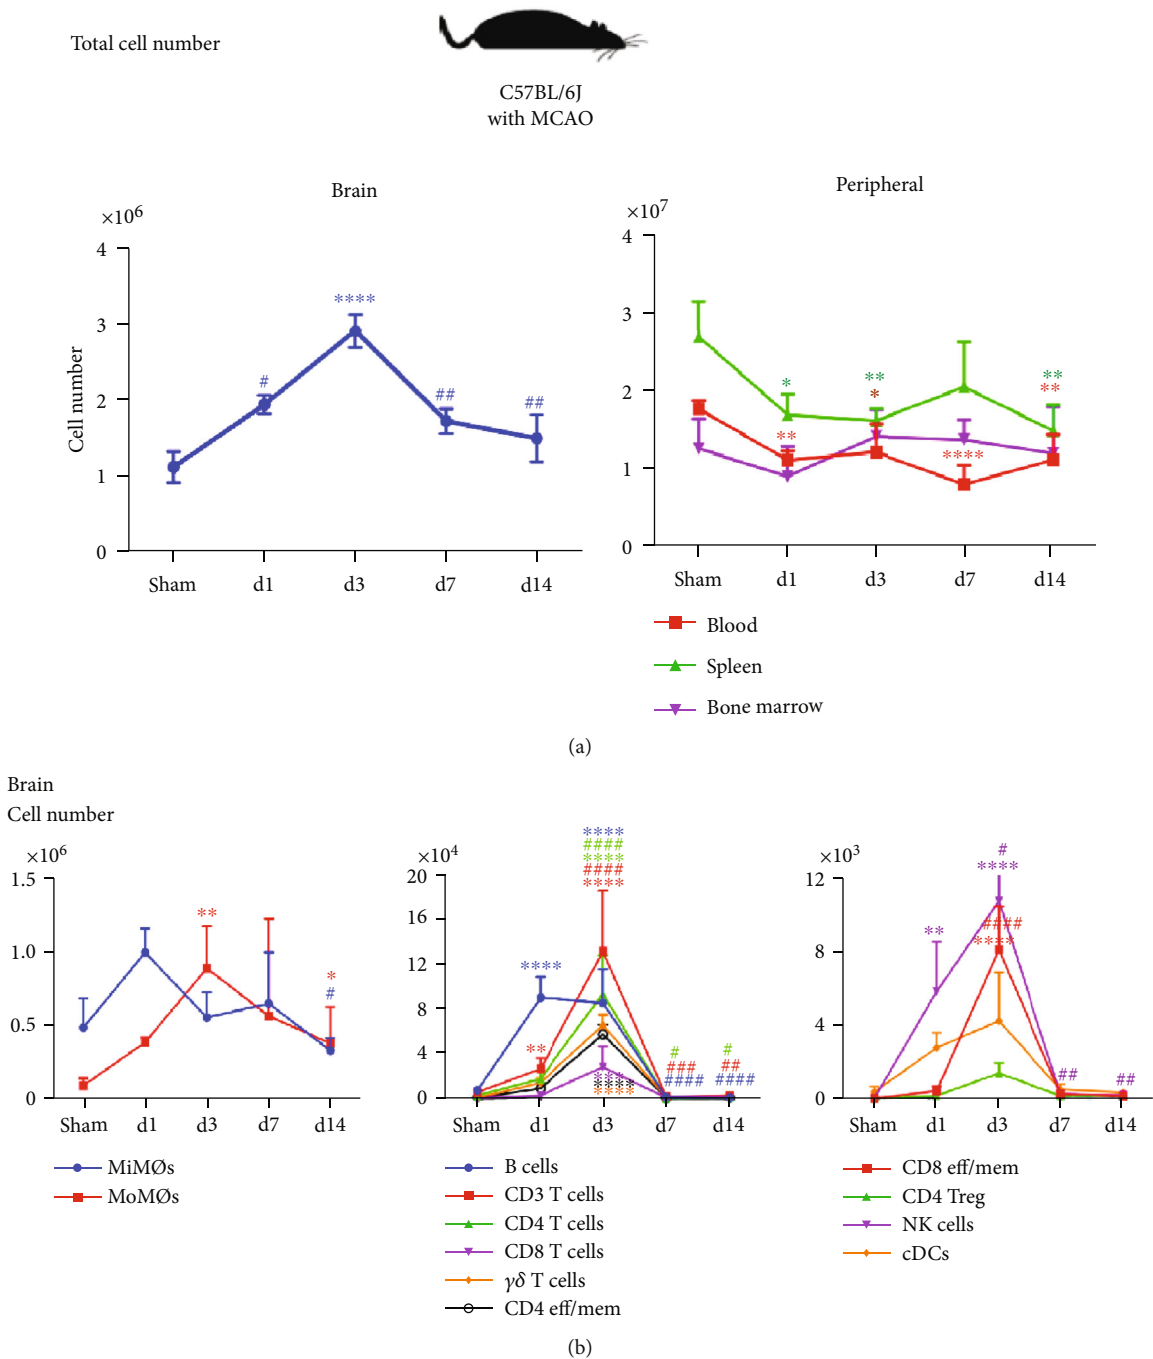 Total cell number
C57BL/6J
with MCAO
Brain
×10⁶
Cell number
4
3
2
1
0
****
#
##
##
Sham d1 d3 d7 d14
Peripheral
×10⁷
4
3
2
1
0
*
**
**
*
****
**
**
Sham d1 d3 d7 d14
Blood
Spleen
Bone marrow
(a)
Brain
Cell number
×10⁶
1.5
1.0
0.5
0
**
*
#
Sham d1 d3 d7 d14
MiMØs
MoMØs
×10⁴
20
16
12
8
4
0
****
####
****
####
****
****
**
****
****
****
#
###
####
#
##
####
Sham d1 d3 d7 d14
B cells
CD3 T cells
CD4 T cells
CD8 T cells
γδ T cells
CD4 eff/mem
×10³
12
8
4
0
#
****
**
####
****
##
##
Sham d1 d3 d7 d14
CD8 eff/mem
CD4 Treg
NK cells
cDCs
(b)